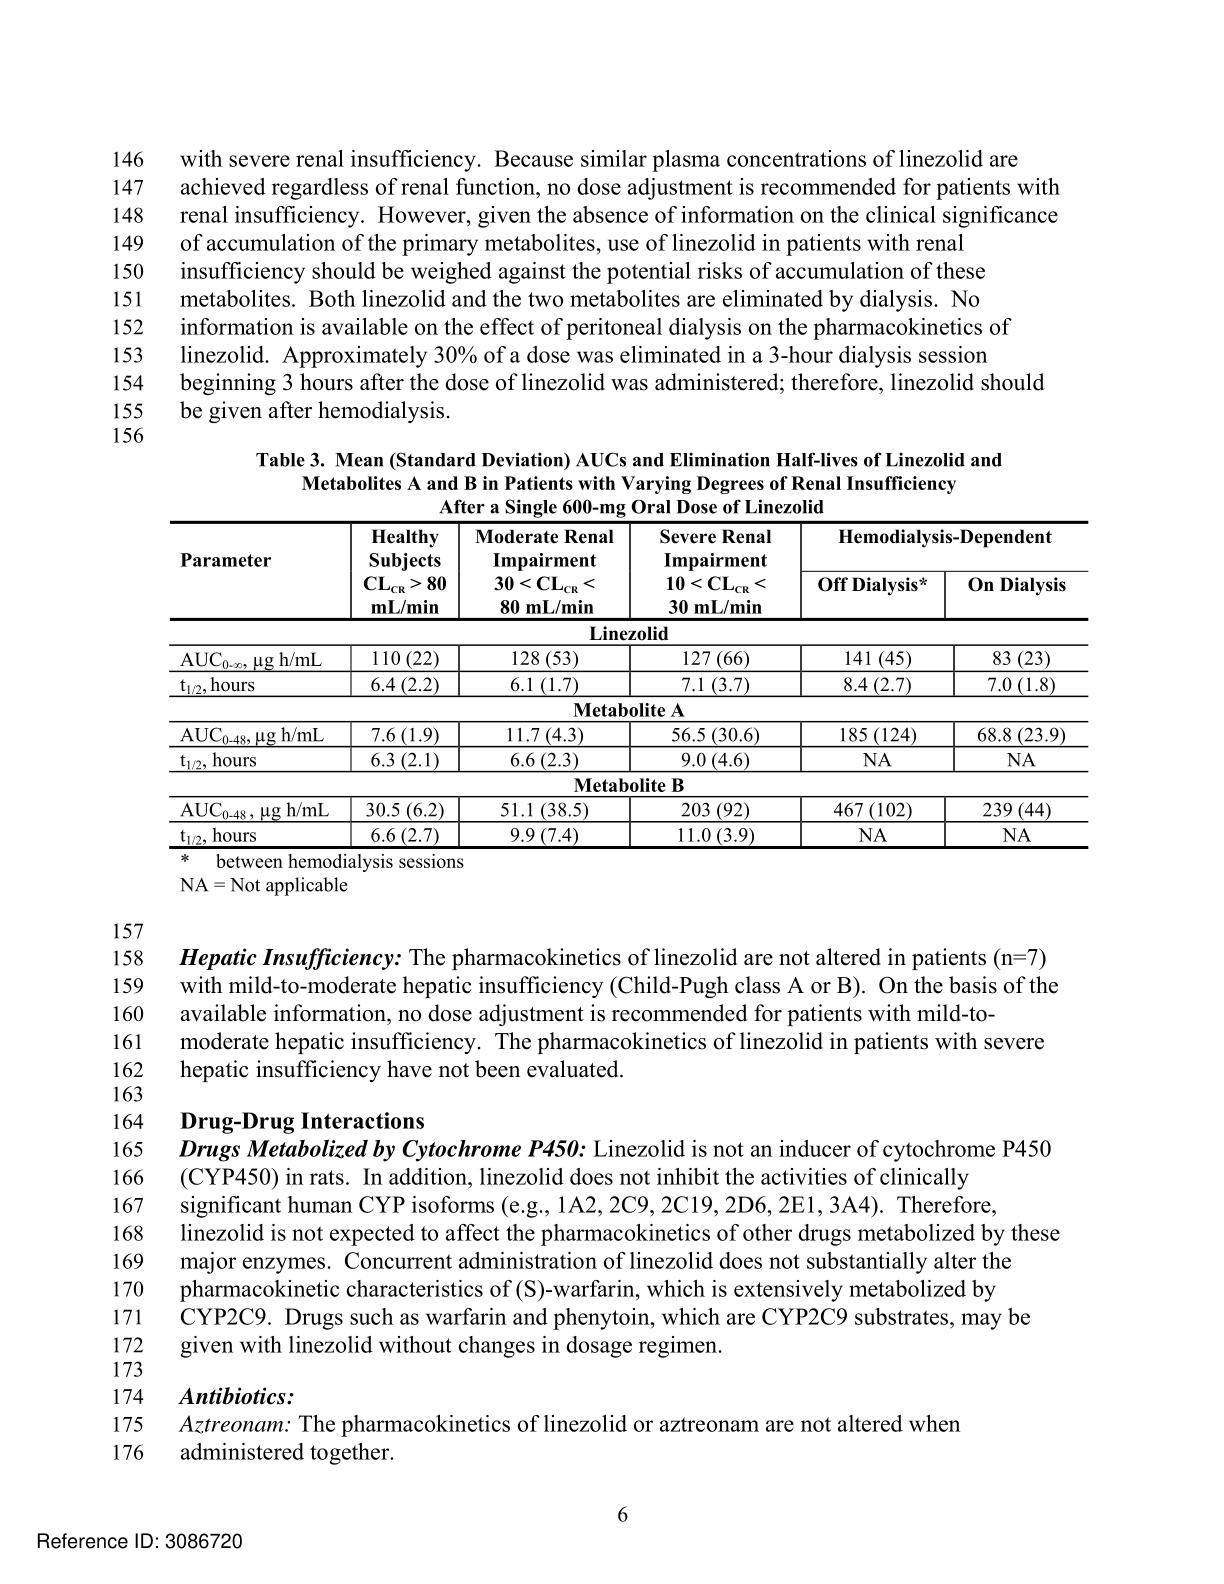 146 with severe renal insufficiency. Because similar plasma concentrations of linezolid are
147 achieved regardless of renal function, no dose adjustment is recommended for patients with
148 renal insufficiency. However, given the absence of information on the clinical significance
149 of accumulation of the primary metabolites, use of linezolid in patients with renal
150 insufficiency should be weighed against the potential risks of accumulation of these
151 metabolites. Both linezolid and the two metabolites are eliminated by dialysis. No
152 information is available on the effect of peritoneal dialysis on the pharmacokinetics of
153 linezolid. Approximately 30% of a dose was eliminated in a 3-hour dialysis session
154 beginning 3 hours after the dose of linezolid was administered; therefore, linezolid should
155 be given after hemodialysis.
156
Table 3. Mean (Standard Deviation) AUCs and Elimination Half-lives of Linezolid and
Metabolites A and B in Patients with Varying Degrees of Renal Insufficiency
After a Single 600-mg Oral Dose of Linezolid
Healthy Moderate Renal Severe Renal Hemodialysis-Dependent
Parameter Subjects Impairment Impairment
CLCR > 80 30 < CLCR < 10 < CLCR < Off Dialysis* On Dialysis
mL/min 80 mL/min 30 mL/min
Linezolid
AUC0-∞, µg h/mL 110 (22) 128 (53) 127 (66) 141 (45) 83 (23)
t1/2, hours 6.4 (2.2) 6.1 (1.7) 7.1 (3.7) 8.4 (2.7) 7.0 (1.8)
Metabolite A
AUC0-48, µg h/mL 7.6 (1.9) 11.7 (4.3) 56.5 (30.6) 185 (124) 68.8 (23.9)
t1/2, hours 6.3 (2.1) 6.6 (2.3) 9.0 (4.6) NA NA
Metabolite B
AUC0-48 , µg h/mL 30.5 (6.2) 51.1 (38.5) 203 (92) 467 (102) 239 (44)
t1/2, hours 6.6 (2.7) 9.9 (7.4) 11.0 (3.9) NA NA
* between hemodialysis sessions
NA = Not applicable
157
158 Hepatic Insufficiency: The pharmacokinetics of linezolid are not altered in patients (n=7)
159 with mild-to-moderate hepatic insufficiency (Child-Pugh class A or B). On the basis of the
160 available information, no dose adjustment is recommended for patients with mild-to-
161 moderate hepatic insufficiency. The pharmacokinetics of linezolid in patients with severe
162 hepatic insufficiency have not been evaluated.
163
164 Drug-Drug Interactions
165 Drugs Metabolized by Cytochrome P450: Linezolid is not an inducer of cytochrome P450
166 (CYP450) in rats. In addition, linezolid does not inhibit the activities of clinically
167 significant human CYP isoforms (e.g., 1A2, 2C9, 2C19, 2D6, 2E1, 3A4). Therefore,
168 linezolid is not expected to affect the pharmacokinetics of other drugs metabolized by these
169 major enzymes. Concurrent administration of linezolid does not substantially alter the
170 pharmacokinetic characteristics of (S)-warfarin, which is extensively metabolized by
171 CYP2C9. Drugs such as warfarin and phenytoin, which are CYP2C9 substrates, may be
172 given with linezolid without changes in dosage regimen.
173
174 Antibiotics:
175 Aztreonam: The pharmacokinetics of linezolid or aztreonam are not altered when
176 administered together.
6
Reference ID: 3086720